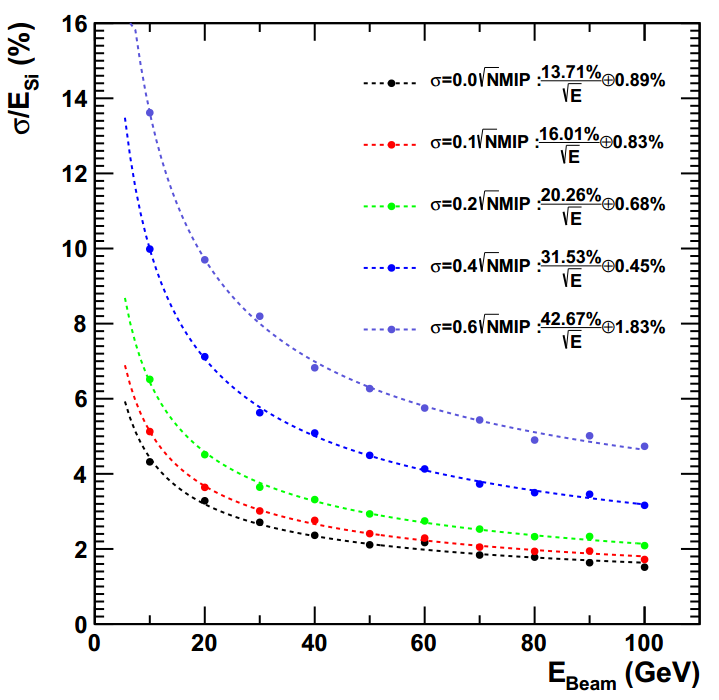 σ/E_Si (%)
16
14
12
10
8
6
4
2
0
σ=0.0√NMIP :13.71%/√E⊕0.89%
σ=0.1√NMIP :16.01%/√E⊕0.83%
σ=0.2√NMIP :20.26%/√E⊕0.68%
σ=0.4√NMIP :31.53%/√E⊕0.45%
σ=0.6√NMIP :42.67%/√E⊕1.83%
0 20 40 60 80 100
E_Beam (GeV)